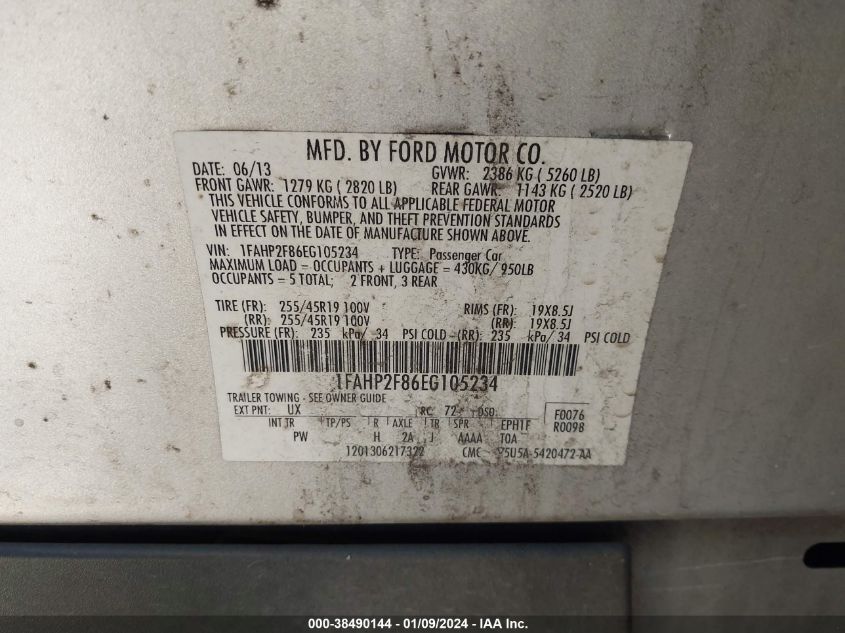 MFD. BY FORD MOTOR CO.
DATE: 06/13 GVWR: 2386 KG ( 5260 LB)
FRONT GAWR: 1279 KG ( 2820 LB) REAR GAWR: 1143 KG ( 2520 LB)
THIS VEHICLE CONFORMS TO ALL APPLICABLE FEDERAL MOTOR
VEHICLE SAFETY, BUMPER, AND THEFT PREVENTION STANDARDS
IN EFFECT ON THE DATE OF MANUFACTURE SHOWN ABOVE.
VIN: 1FAHP2F86EG105234 TYPE: Passenger Car
MAXIMUM LOAD = OCCUPANTS + LUGGAGE = 430KG/ 950LB
OCCUPANTS = 5 TOTAL; 2 FRONT, 3 REAR
TIRE (FR): 255/45R19 100V RIMS (FR): 19X8.5J
(RR): 255/45R19 100V (RR): 19X8.5J
PRESSURE (FR): 235 kPa/ 34 PSI COLD (RR): 235 kPa/ 34 PSI COLD
1FAHP2F86EG105234
TRAILER TOWING - SEE OWNER GUIDE
EXT PNT: UX RC: 72 DSO: F0076
INT TR TP/PS R AXLE TR SPR EPH1F R0098
PW H 2A J AAAA TOA
1201306217322 CMC 5U5A-5420472-AA
000-38490144 - 01/09/2024 - IAA Inc.